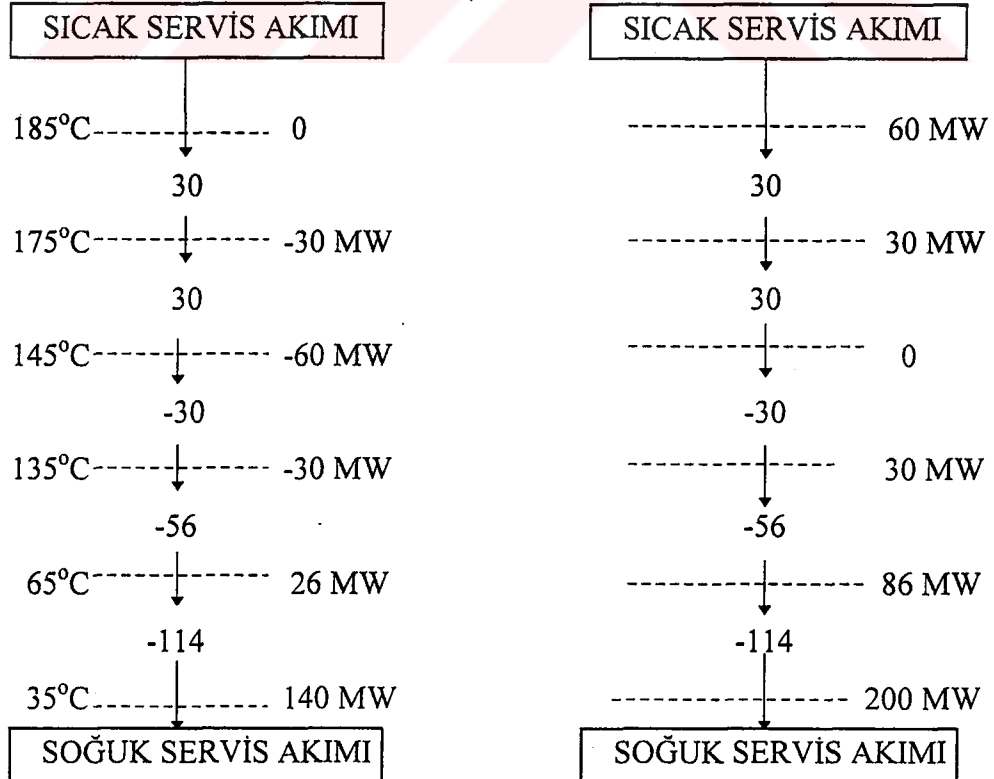 SICAK SERVİS AKIMI
185°C 0
30
175°C -30 MW
30
145°C -60 MW
-30
135°C -30 MW
-56
65°C 26 MW
-114
35°C 140 MW
SOĞUK SERVİS AKIMI
SICAK SERVİS AKIMI
60 MW
30
30 MW
30
0
-30
30 MW
-56
86 MW
-114
200 MW
SOĞUK SERVİS AKIMI